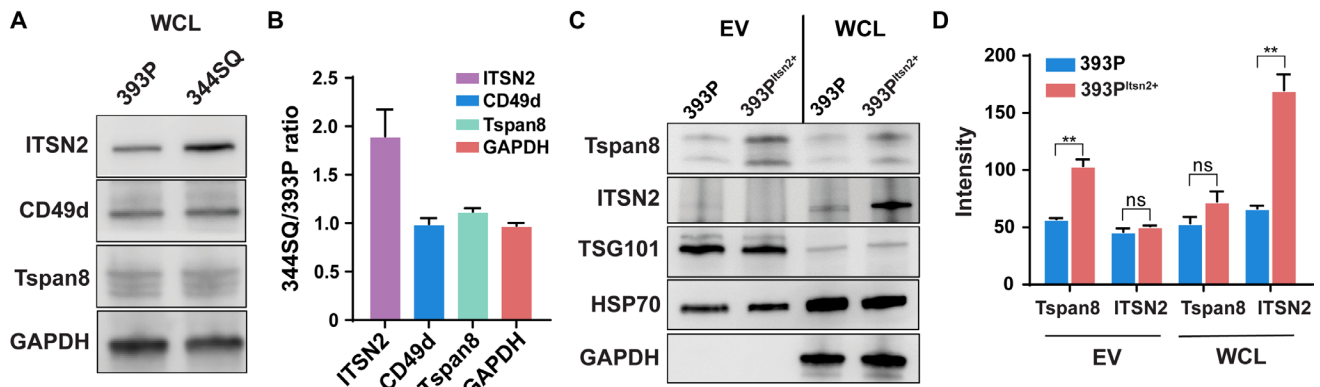 A
WCL
393P
344SQ
ITSN2
CD49d
Tspan8
GAPDH
B
344SQ/393P ratio
2.5
2.0
1.5
1.0
0.5
0
ITSN2
CD49d
Tspan8
GAPDH
ITSN2
CD49d
Tspan8
GAPDH
C
EV
WCL
393P
393PItsn2+
393P
393PItsn2+
Tspan8
ITSN2
TSG101
HSP70
GAPDH
D
Intensity
200
150
100
50
0
393P
393PItsn2+
**
ns
ns
**
Tspan8
ITSN2
Tspan8
ITSN2
EV
WCL